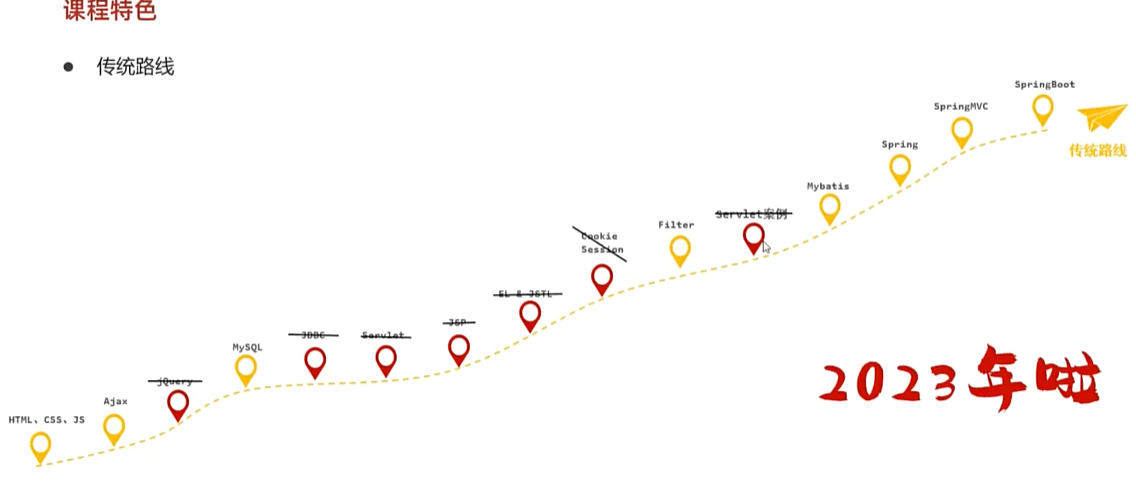 课程特色
传统路线
SpringBoot
SpringMVC
传统路线
Spring
Mybatis
Servlet案例
Filter
Cookie
Session
EL & JSTL
JSP
Servlet
JDBC
MySQL
jQuery
Ajax
HTML、CSS、JS
2023年啦